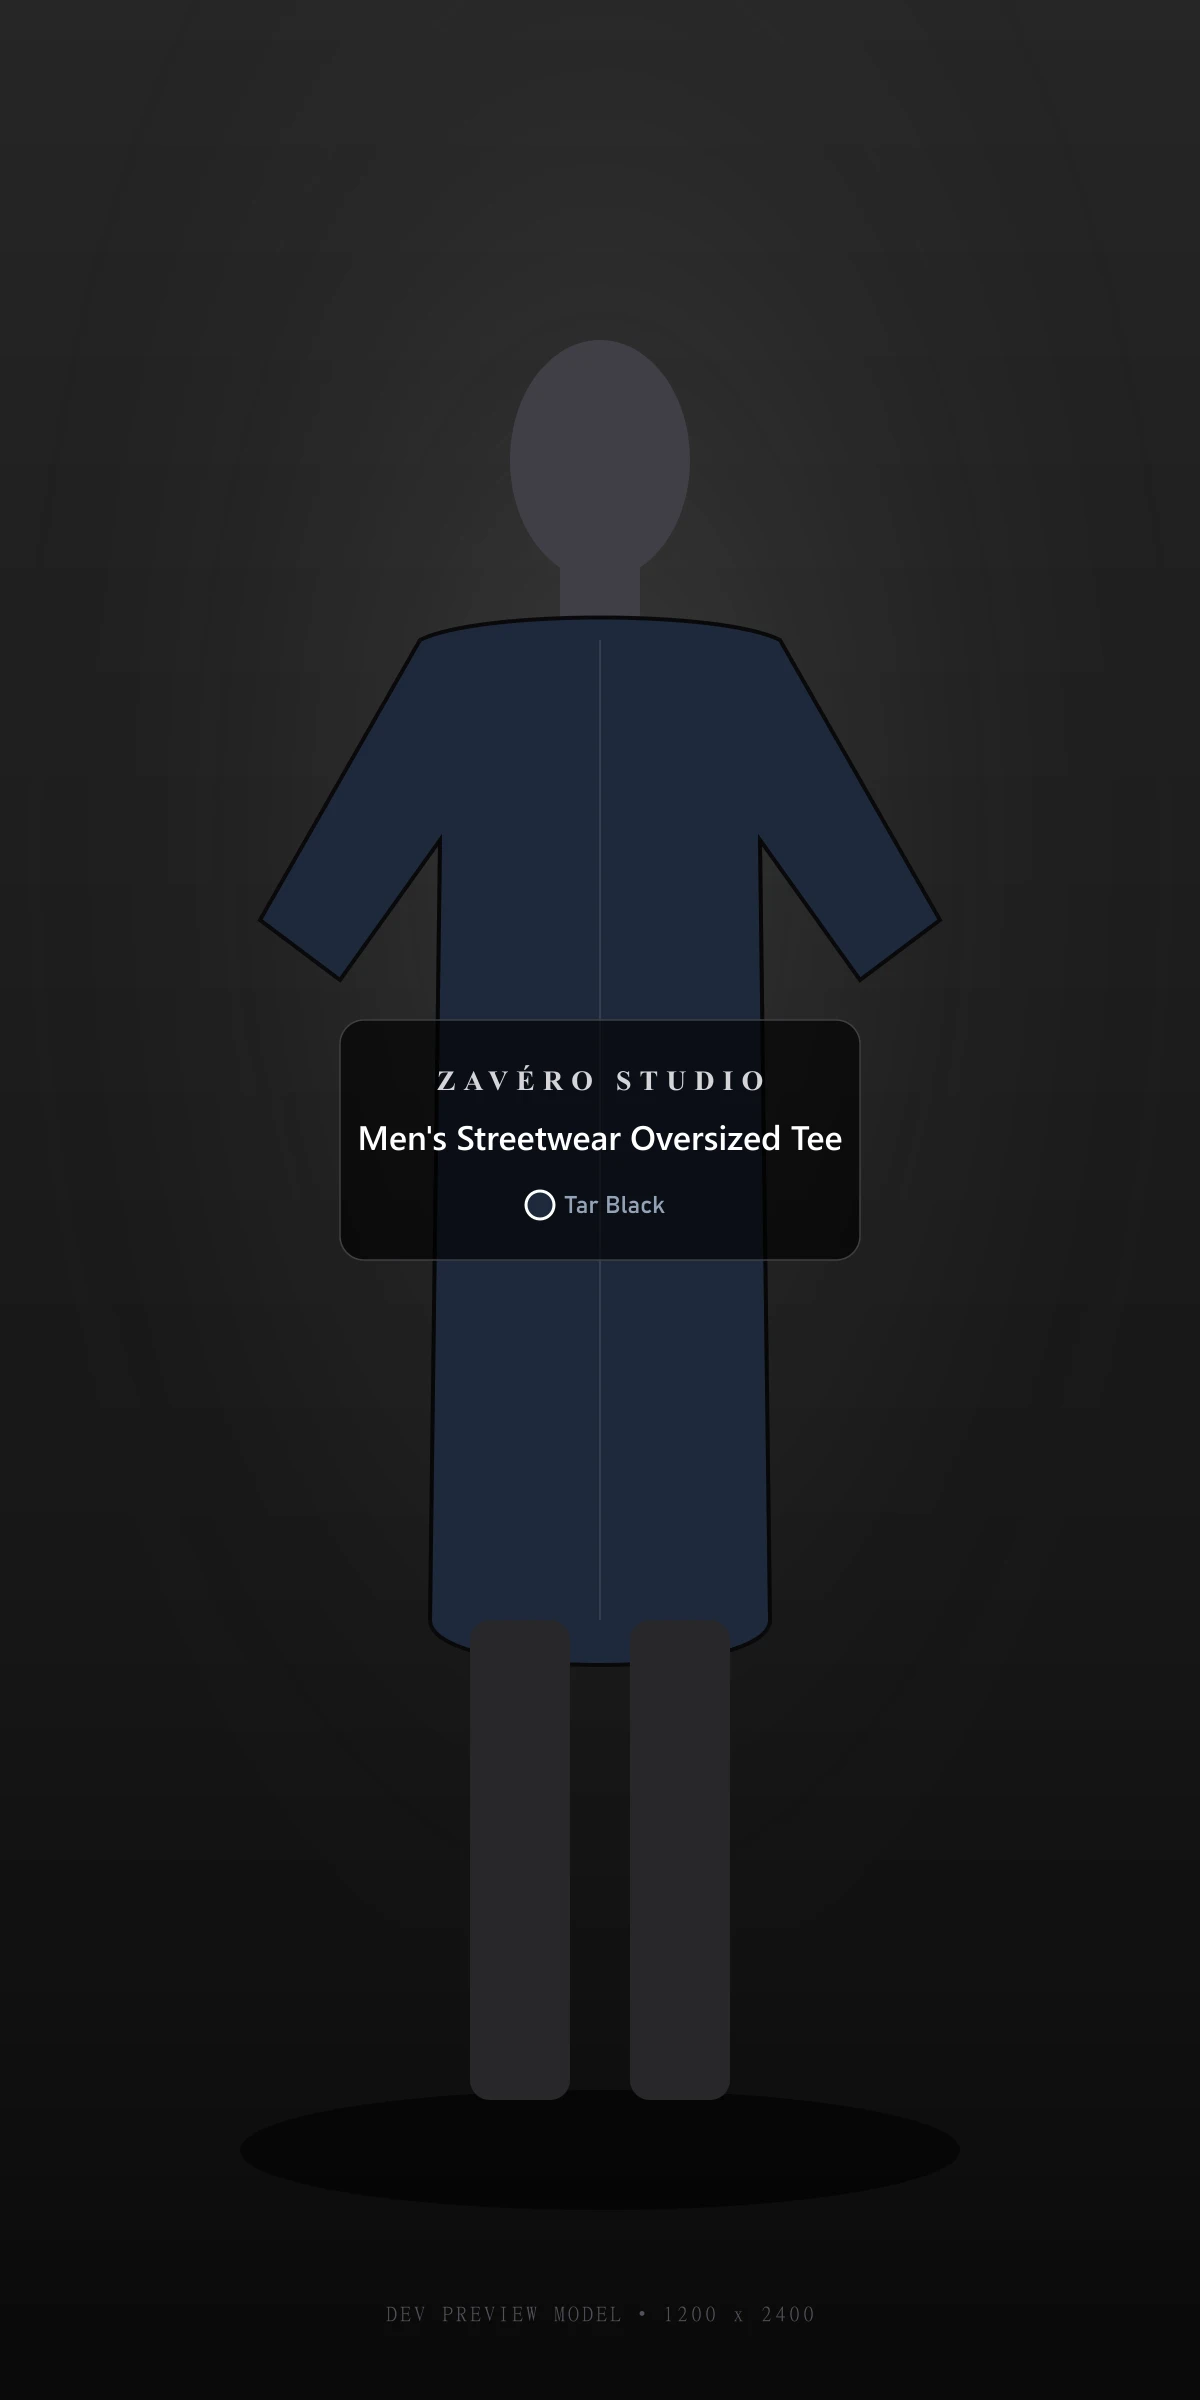 ZAVÉRO STUDIO
Men's Streetwear Oversized Tee
Tar Black
DEV PREVIEW MODEL • 1200 x 2400